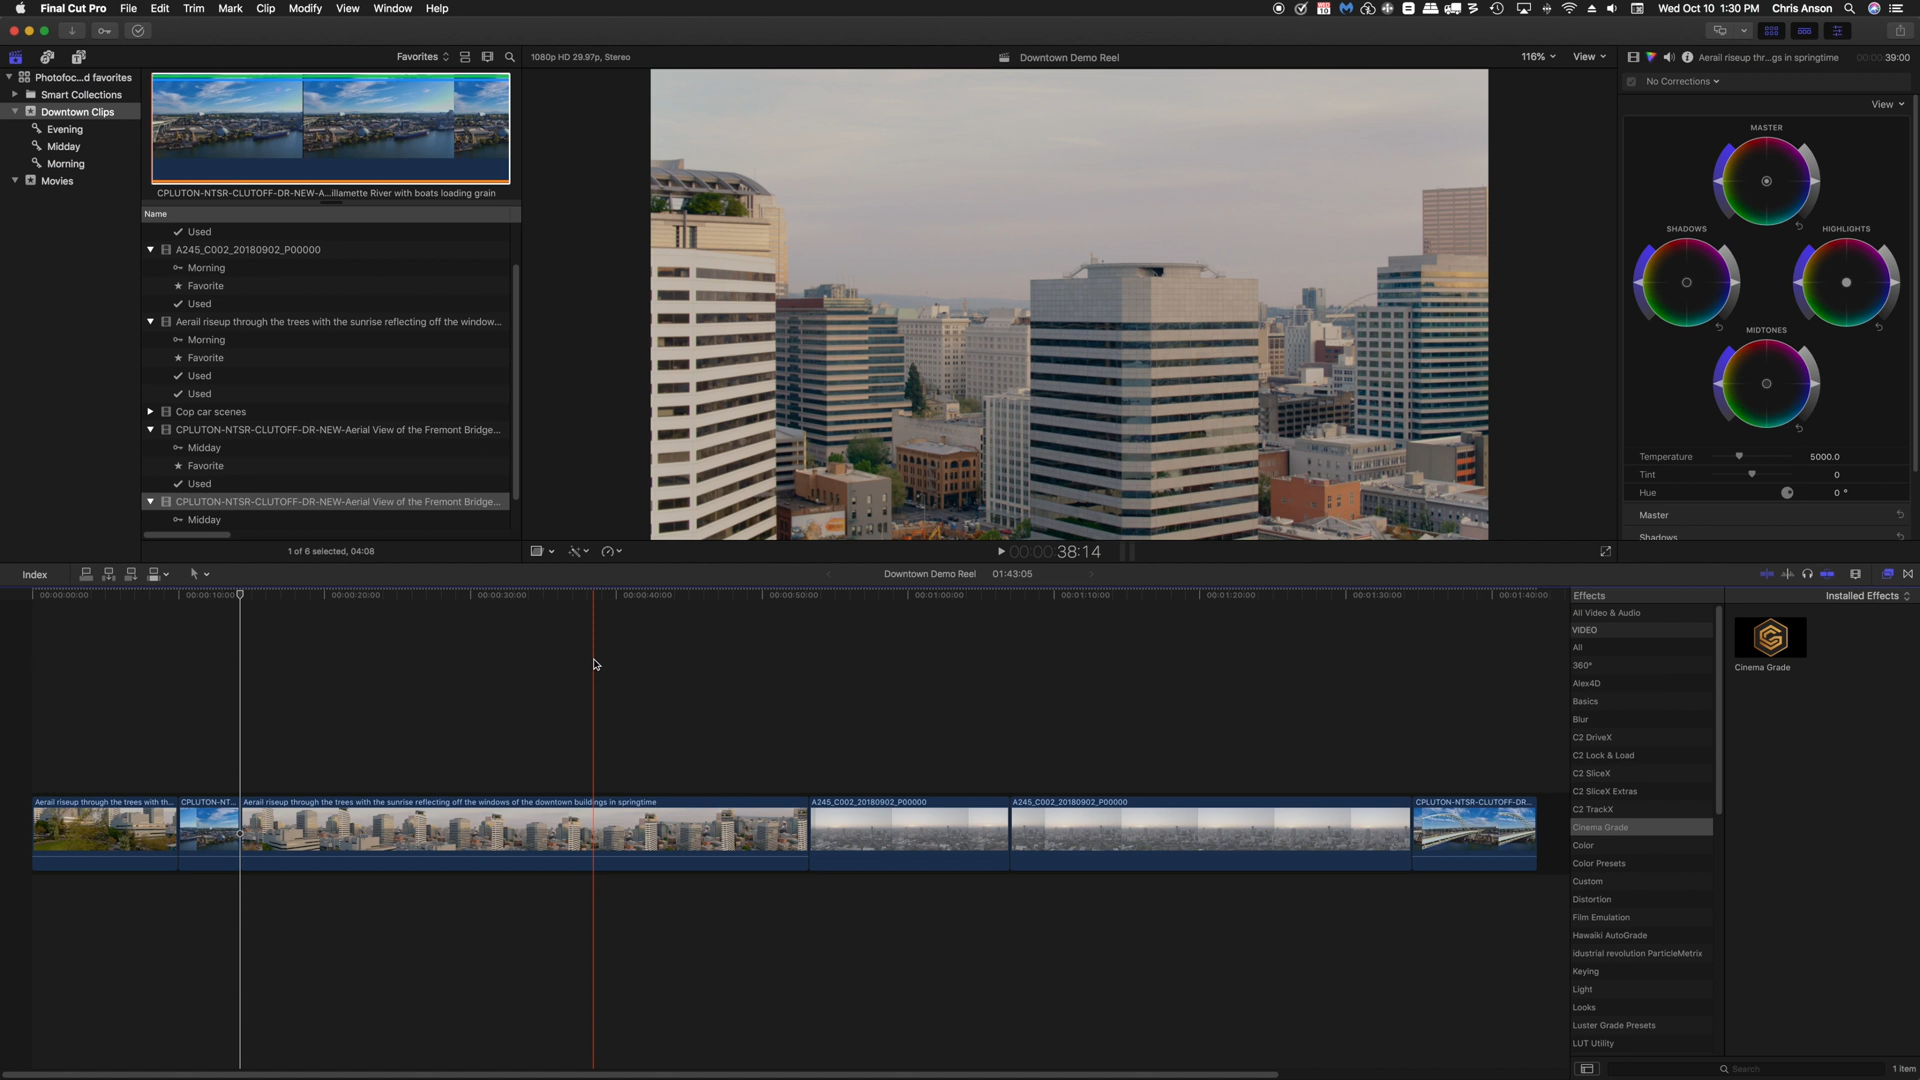 Final Cut Pro File Edit Trim Mark Clip Modify View Window Help
Wed Oct 10 1:30 PM Chris Anson
Favorites
1080p HD 29.97p, Stereo
Downtown Demo Reel
116% View
Aerail riseup thr...gs in springtime
00:00:39:00
Photofoc...d favorites
Smart Collections
Downtown Clips
Evening
Midday
Morning
Movies
CPLUTON-NTSR-CLUTOFF-DR-NEW-A...illamette River with boats loading grain
Name
Used
A245_C002_20180902_P00000
Morning
Favorite
Used
Aerail riseup through the trees with the sunrise reflecting off the window...
Morning
Favorite
Used
Used
Cop car scenes
CPLUTON-NTSR-CLUTOFF-DR-NEW-Aerial View of the Fremont Bridge...
Midday
Favorite
Used
CPLUTON-NTSR-CLUTOFF-DR-NEW-Aerial View of the Fremont Bridge...
Midday
1 of 6 selected, 04:08
00:00:38:14
No Corrections
View
MASTER
SHADOWS
HIGHLIGHTS
MIDTONES
Temperature 5000.0
Tint 0
Hue 0 °
Master
Shadows
Index
Downtown Demo Reel 01:43:05
00:00:00:00
00:00:10:00
00:00:20:00
00:00:30:00
00:00:40:00
00:00:50:00
00:01:00:00
00:01:10:00
00:01:20:00
00:01:30:00
00:01:40:00
Aerail riseup through the trees with th...
CPLUTON-NT...
Aerail riseup through the trees with the sunrise reflecting off the windows of the downtown buildings in springtime
A245_C002_20180902_P00000
A245_C002_20180902_P00000
CPLUTON-NTSR-CLUTOFF-DR...
Effects
Installed Effects
All Video & Audio
VIDEO
All
360°
Alex4D
Basics
Blur
C2 DriveX
C2 Lock & Load
C2 SliceX
C2 SliceX Extras
C2 TrackX
Cinema Grade
Color
Color Presets
Custom
Distortion
Film Emulation
Hawaiki AutoGrade
idustrial revolution ParticleMetrix
Keying
Light
Looks
Luster Grade Presets
LUT Utility
Cinema Grade
Search
1 item